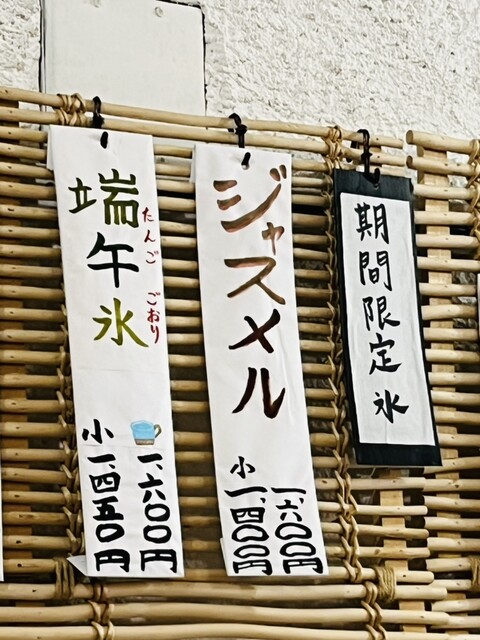 期間限定氷
ジャスメル
一、六〇〇円
小一、四〇〇円
端午氷
たんごごおり
一、六〇〇円
小一、四五〇円